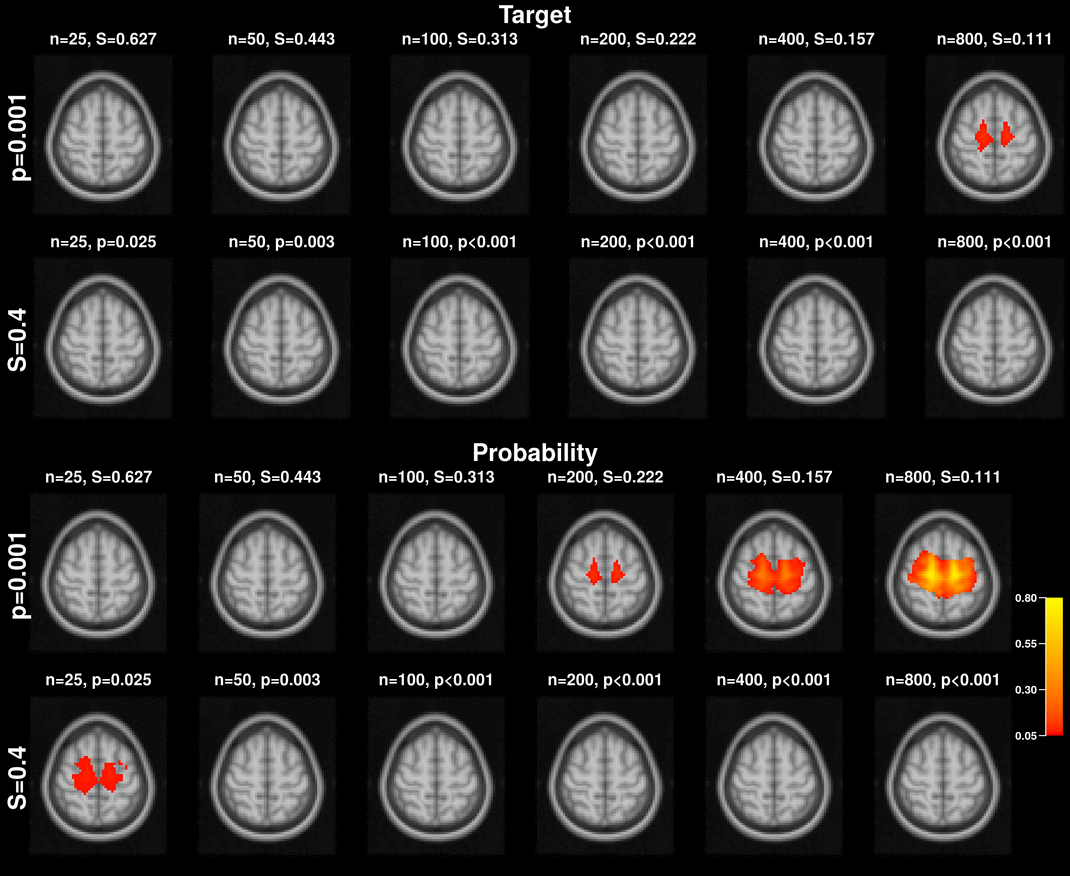 Target
n=25, S=0.627 n=50, S=0.443 n=100, S=0.313 n=200, S=0.222 n=400, S=0.157 n=800, S=0.111
p=0.001
n=25, p=0.025 n=50, p=0.003 n=100, p<0.001 n=200, p<0.001 n=400, p<0.001 n=800, p<0.001
S=0.4
Probability
n=25, S=0.627 n=50, S=0.443 n=100, S=0.313 n=200, S=0.222 n=400, S=0.157 n=800, S=0.111
p=0.001
0.80
0.55
0.30
0.05
n=25, p=0.025 n=50, p=0.003 n=100, p<0.001 n=200, p<0.001 n=400, p<0.001 n=800, p<0.001
S=0.4